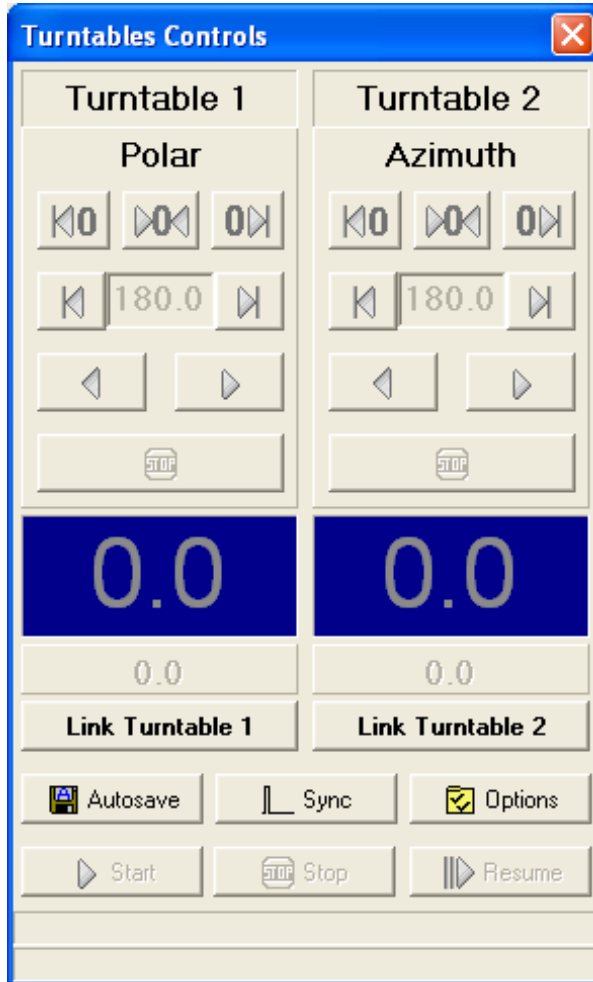 Turntables Controls
Turntable 1 Turntable 2
Polar Azimuth
0 0 0 0 0 0
180.0 180.0
STOP STOP
0.0 0.0
0.0 0.0
Link Turntable 1 Link Turntable 2
Autosave Sync Options
Start STOP Stop Resume